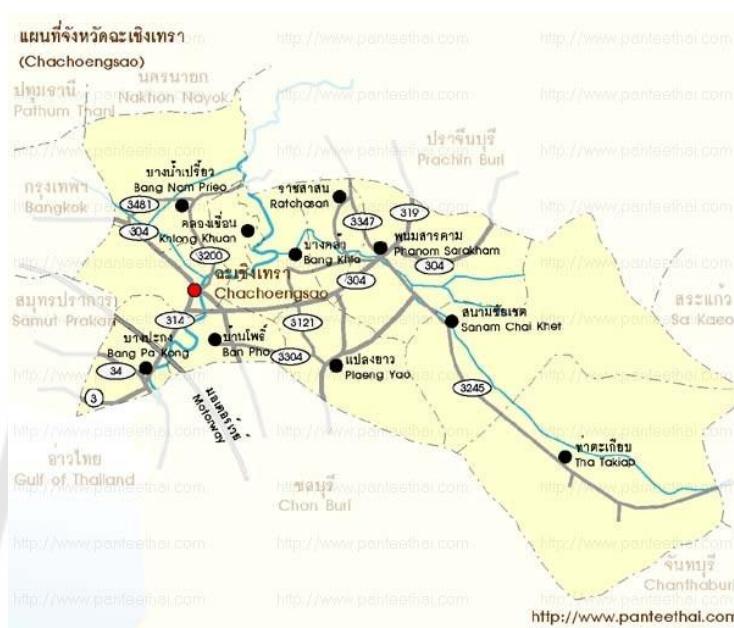 แผนที่จังหวัดฉะเชิงเทรา
(Chachoengsao)
http://www.panteethai.com
นครนายก
Nakhon Nayok
ปทุมธานี
Pathum Thani
ปราจีนบุรี
Prachin Buri
บางน้ำเปรี้ยว
Bang Nam Prieo
ราชสาสน
Ratchasan
กรุงเทพฯ
Bangkok
3481
304
คลองเขื่อน
Khlong Khuan
3347
319
3200
บางคล้า
Bang Khla
พนมสารคาม
Phanom Sarakham
304
304
ฉะเชิงเทรา
Chachoengsao
สมุทรปราการ
Samut Prakan
สระแก้ว
Sa Kaeo
314
3121
สนามชัยเขต
Sanam Chai Khet
บางปะกง
Bang Pa Kong
บ้านโพธิ์
Ban Pho
3304
แปลงยาว
Plaeng Yao
34
3
มอเตอร์เวย์
Motorway
3245
ท่าตะเกียบ
Tha Takiap
อ่าวไทย
Gulf of Thailand
ชลบุรี
Chon Buri
จันทบุรี
Chanthaburi
http://www.panteethai.com